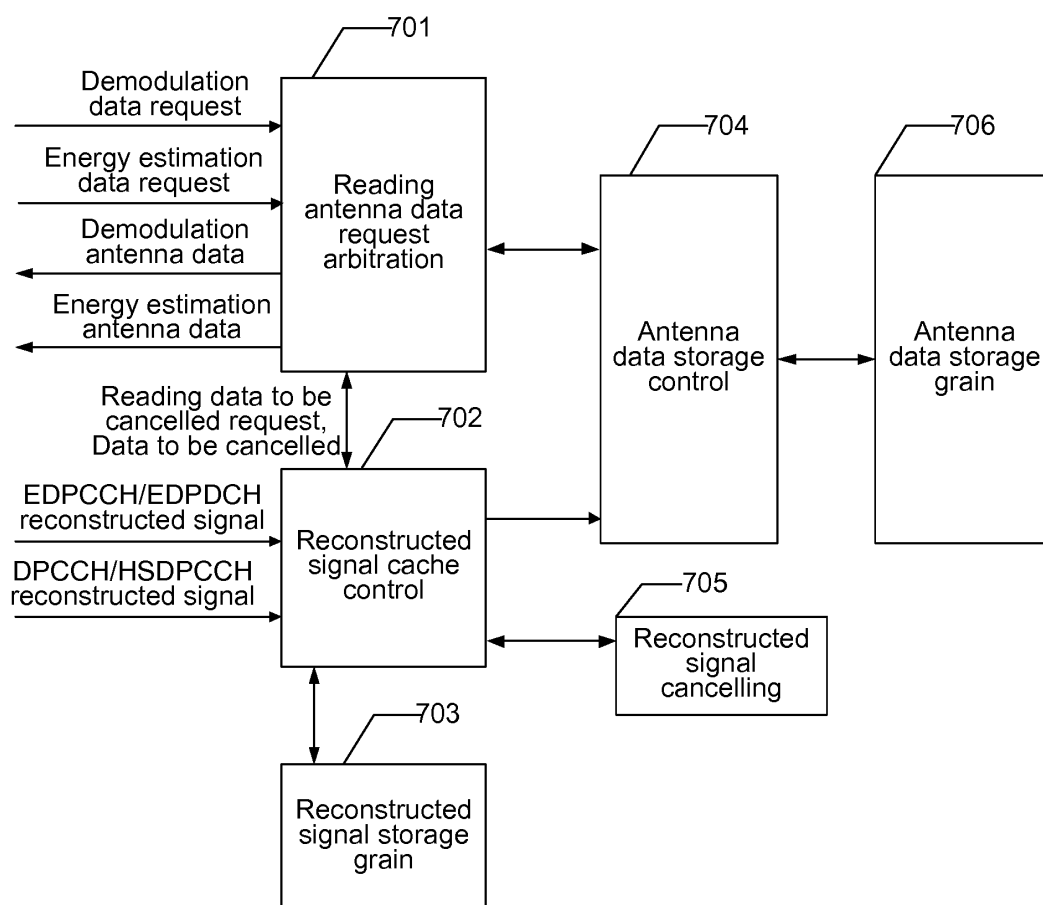 701
Demodulation
data request
Energy estimation
data request
Demodulation
antenna data
Energy estimation
antenna data
Reading
antenna data
request
arbitration
704
Antenna
data storage
control
706
Antenna
data storage
grain
Reading data to be
cancelled request,
Data to be cancelled
702
EDPCCH/EDPDCH
reconstructed signal
DPCCH/HSDPCCH
reconstructed signal
Reconstructed
signal cache
control
705
Reconstructed
signal
cancelling
703
Reconstructed
signal storage
grain